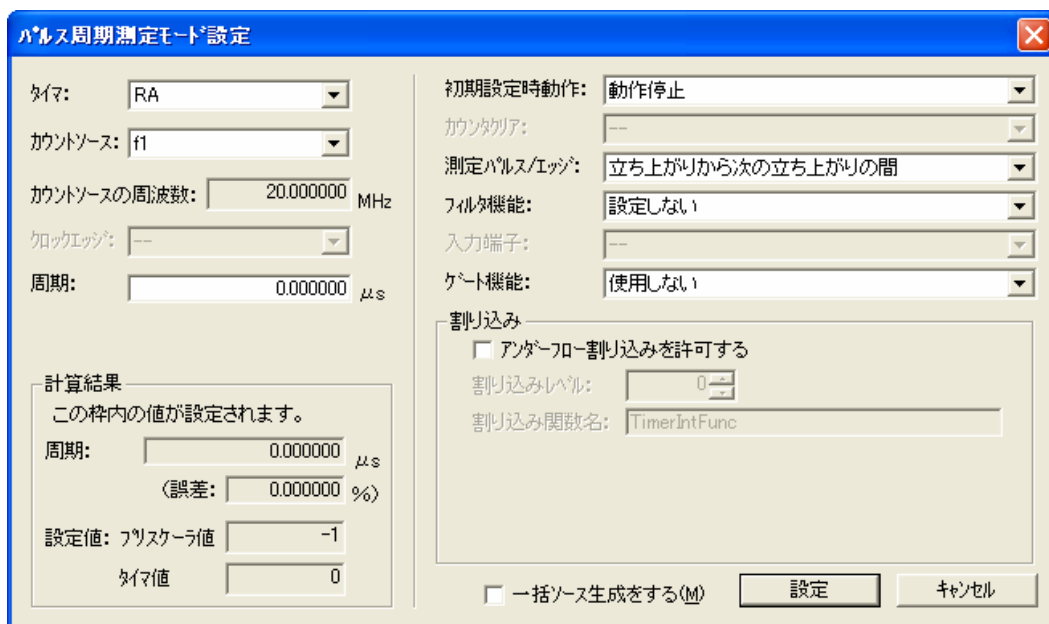 ﾊﾟﾙｽ周期測定ﾓｰﾄﾞ設定
ﾀｲﾏ: RA
ｶｳﾝﾄｿｰｽ: f1
ｶｳﾝﾄｿｰｽの周波数: 20.000000 MHz
ｸﾛｯｸｴｯｼﾞ: --
周期: 0.000000 μs
計算結果
この枠内の値が設定されます。
周期: 0.000000 μs
(誤差: 0.000000 %)
設定値: ﾌﾟﾘｽｹｰﾗ値 -1
ﾀｲﾏ値 0
初期設定時動作: 動作停止
ｶｳﾝﾀｸﾘｱ: --
測定ﾊﾟﾙｽ/ｴｯｼﾞ: 立ち上がりから次の立ち上がりの間
ﾌｨﾙﾀ機能: 設定しない
入力端子: --
ｹﾞｰﾄ機能: 使用しない
割り込み
ｱﾝﾀﾞｰﾌﾛｰ割り込みを許可する
割り込みﾚﾍﾞﾙ: 0
割り込み関数名: TimerIntFunc
一括ｿｰｽ生成をする(M) 設定 ｷｬﾝｾﾙ